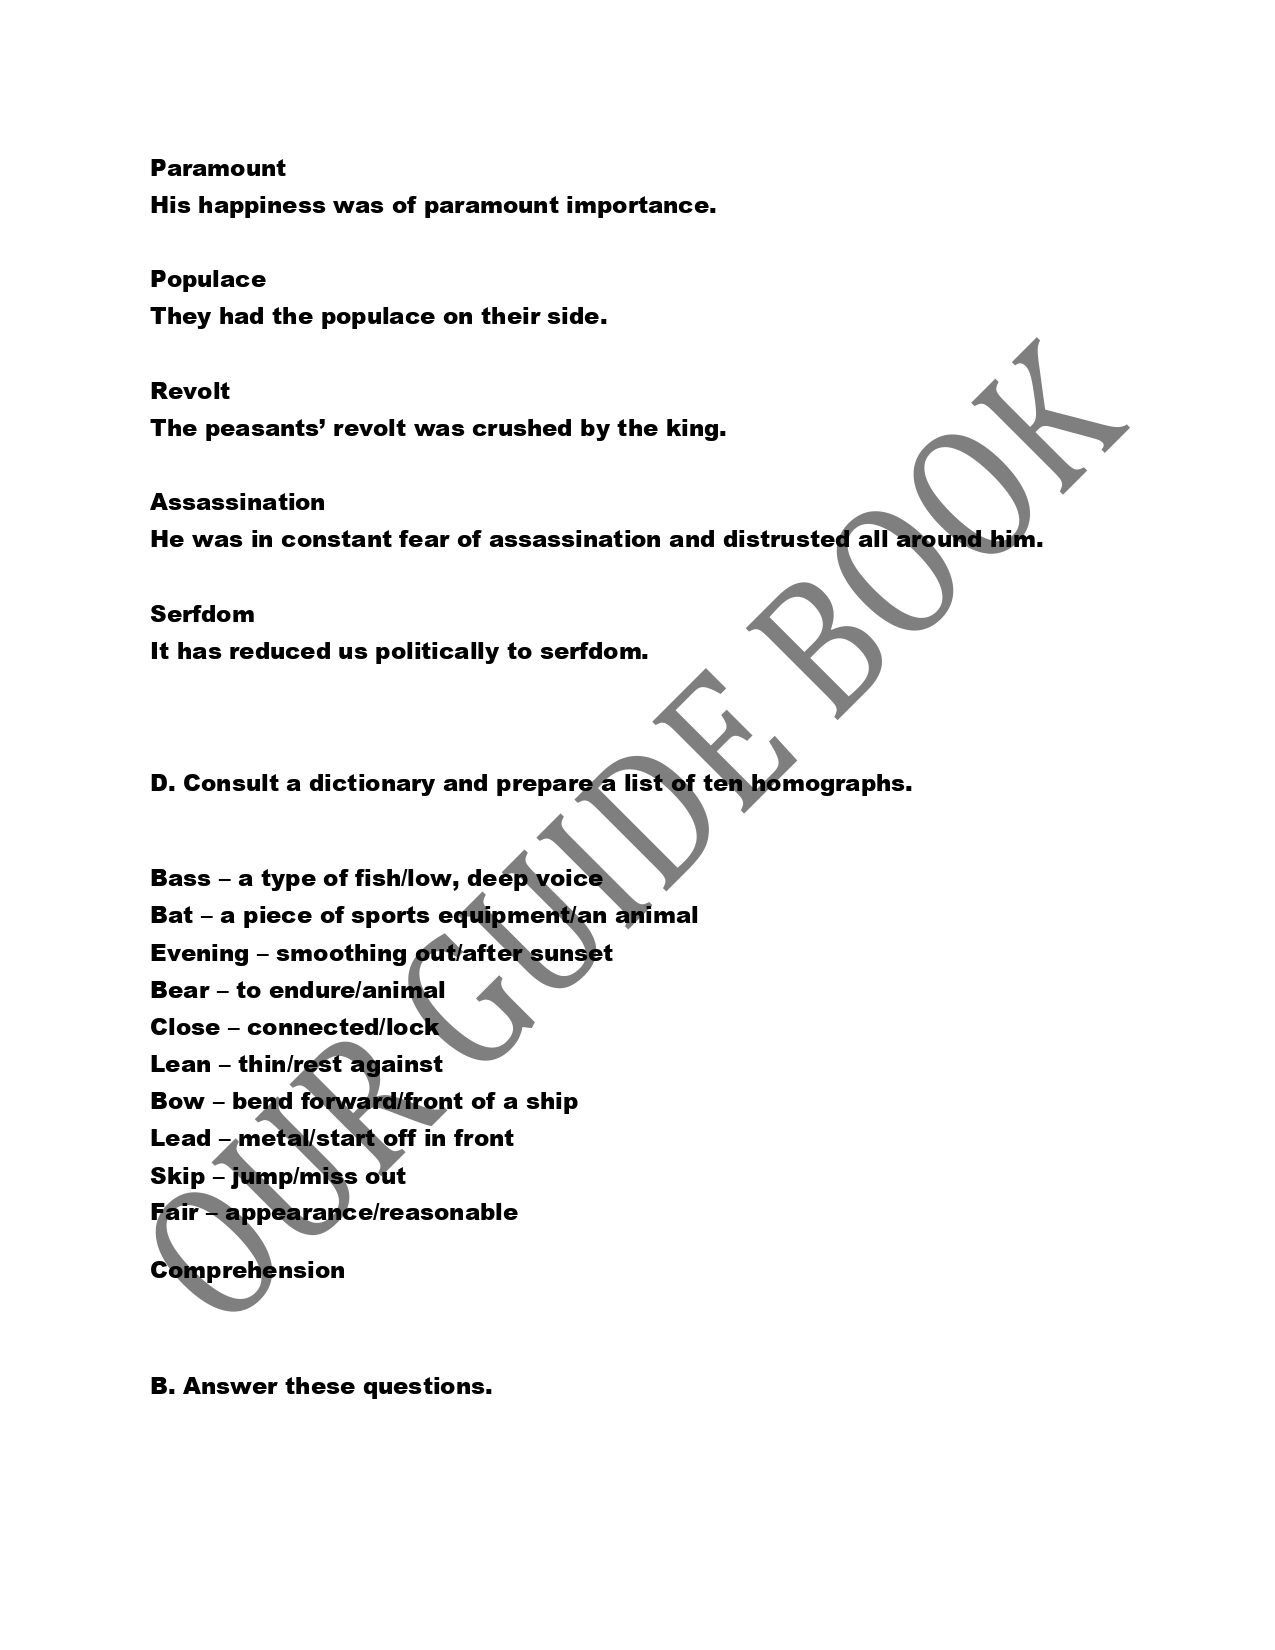 Paramount
His happiness was of paramount importance.
Populace
They had the populace on their side.
Revolt
The peasants’ revolt was crushed by the king.
Assassination
He was in constant fear of assassination and distrusted all around him.
Serfdom
It has reduced us politically to serfdom.
D. Consult a dictionary and prepare a list of ten homographs.
Bass – a type of fish/low, deep voice
Bat – a piece of sports equipment/an animal
Evening – smoothing out/after sunset
Bear – to endure/animal
Close – connected/lock
Lean – thin/rest against
Bow – bend forward/front of a ship
Lead – metal/start off in front
Skip – jump/miss out
Fair – appearance/reasonable
Comprehension
B. Answer these questions.
OUR GUIDE BOOK